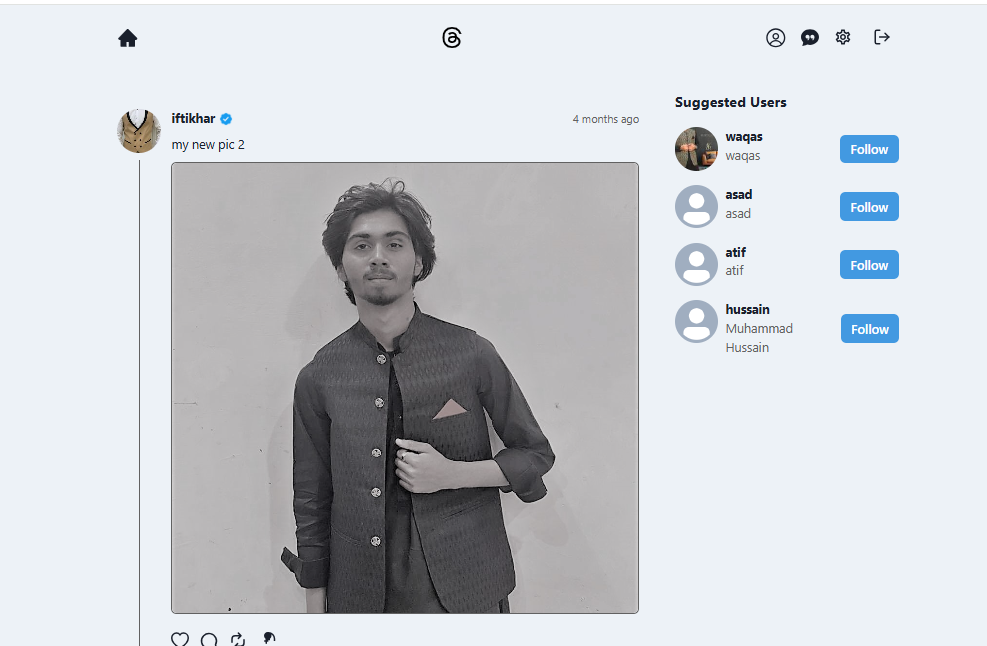 iftikhar
4 months ago
my new pic 2
Suggested Users
waqas
waqas
Follow
asad
asad
Follow
atif
atif
Follow
hussain
Muhammad
Hussain
Follow